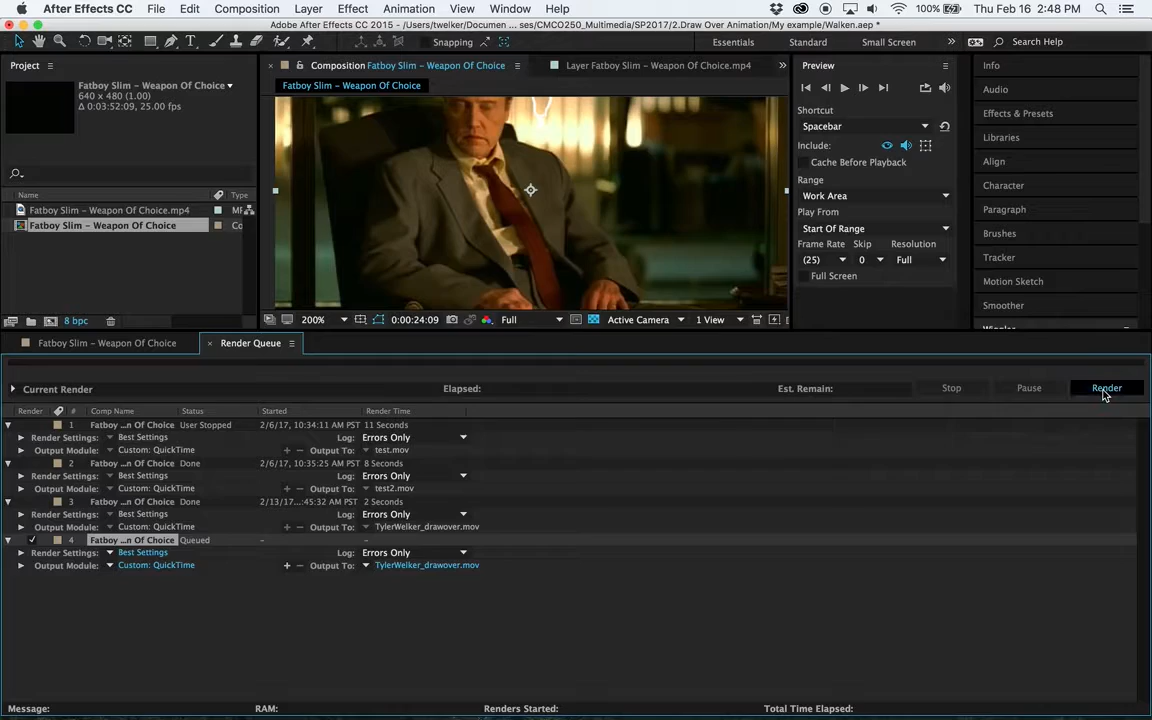 After Effects CC File Edit Composition Layer Effect Animation View Window Help 100% Thu Feb 16 2:48 PM
Adobe After Effects CC 2015 - /Users/twelker/Documen ... ses/CMCO250_Multimedia/SP2017/2.Draw Over Animation/My example/Walken.aep *
Snapping Essentials Standard Small Screen » Search Help
Project
Composition Fatboy Slim – Weapon Of Choice
Layer Fatboy Slim – Weapon Of Choice.mp4 »
Preview
Info
Fatboy Slim – Weapon Of Choice
640 x 480 (1.00)
Δ 0:03:52:09, 25.00 fps
Fatboy Slim – Weapon Of Choice
Audio
Shortcut
Effects & Presets
Spacebar
Libraries
Include:
Cache Before Playback
Align
Range
Character
Work Area
Name Type
Paragraph
Fatboy Slim – Weapon Of Choice.mp4
Play From
Fatboy Slim – Weapon Of Choice Co
Start Of Range
Brushes
Frame Rate Skip Resolution
(25) 0 Full
Tracker
Full Screen
Motion Sketch
Smoother
8 bpc
200% 0:00:24:09 Full Active Camera 1 View
Wiggler
Fatboy Slim – Weapon Of Choice × Render Queue
Current Render Elapsed: Est. Remain: Stop Pause Render
Render # Comp Name Status Started Render Time
1 Fatboy ...n Of Choice User Stopped 2/6/17, 10:34:11 AM PST 11 Seconds
Render Settings: Best Settings Log: Errors Only
Output Module: Custom: QuickTime + – Output To: test.mov
2 Fatboy ...n Of Choice Done 2/6/17, 10:35:25 AM PST 8 Seconds
Render Settings: Best Settings Log: Errors Only
Output Module: Custom: QuickTime + – Output To: test2.mov
3 Fatboy ...n Of Choice Done 2/13/17...:45:32 AM PST 2 Seconds
Render Settings: Best Settings Log: Errors Only
Output Module: Custom: QuickTime + – Output To: TylerWelker_drawover.mov
4 Fatboy ...n Of Choice Queued – –
Render Settings: Best Settings Log: Errors Only
Output Module: Custom: QuickTime + – Output To: TylerWelker_drawover.mov
Message: RAM: Renders Started: Total Time Elapsed: